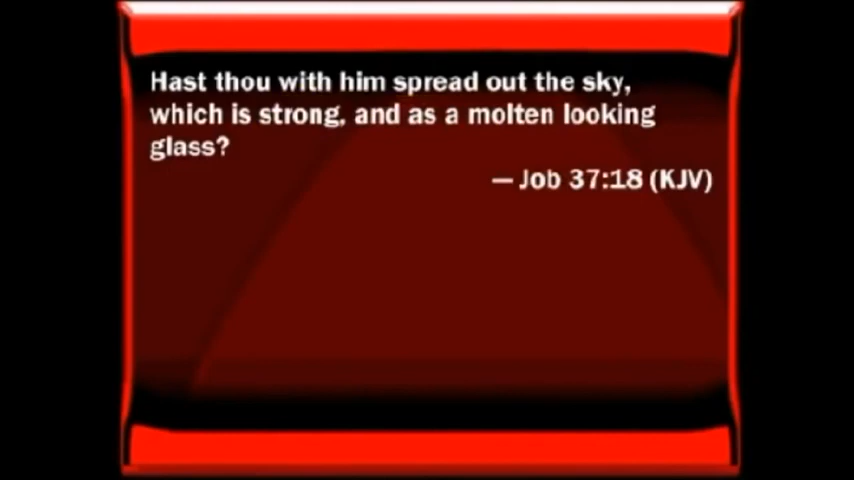 Hast thou with him spread out the sky,
which is strong, and as a molten looking
glass?
— Job 37:18 (KJV)